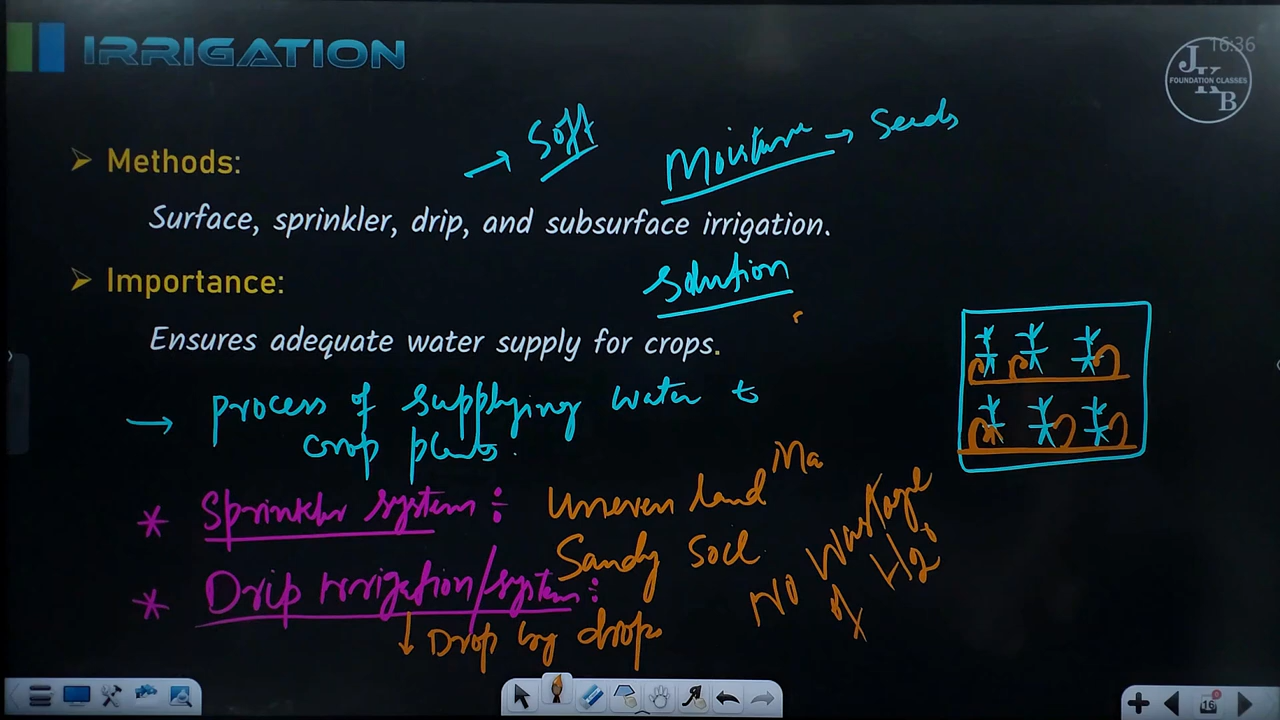 IRRIGATION
16:36
J K B
FOUNDATION CLASSES
→ Soft
Moisture → Seeds
➤ Methods:
Surface, sprinkler, drip, and subsurface irrigation.
➤ Importance:
Solution
Ensures adequate water supply for crops.
→ process of supplying water to
crop plants.
* Sprinkler system :
Uneven land
Sandy Soil
* Drip irrigation/system :
↓ Drop by drop
No Wastage
of H2O
16